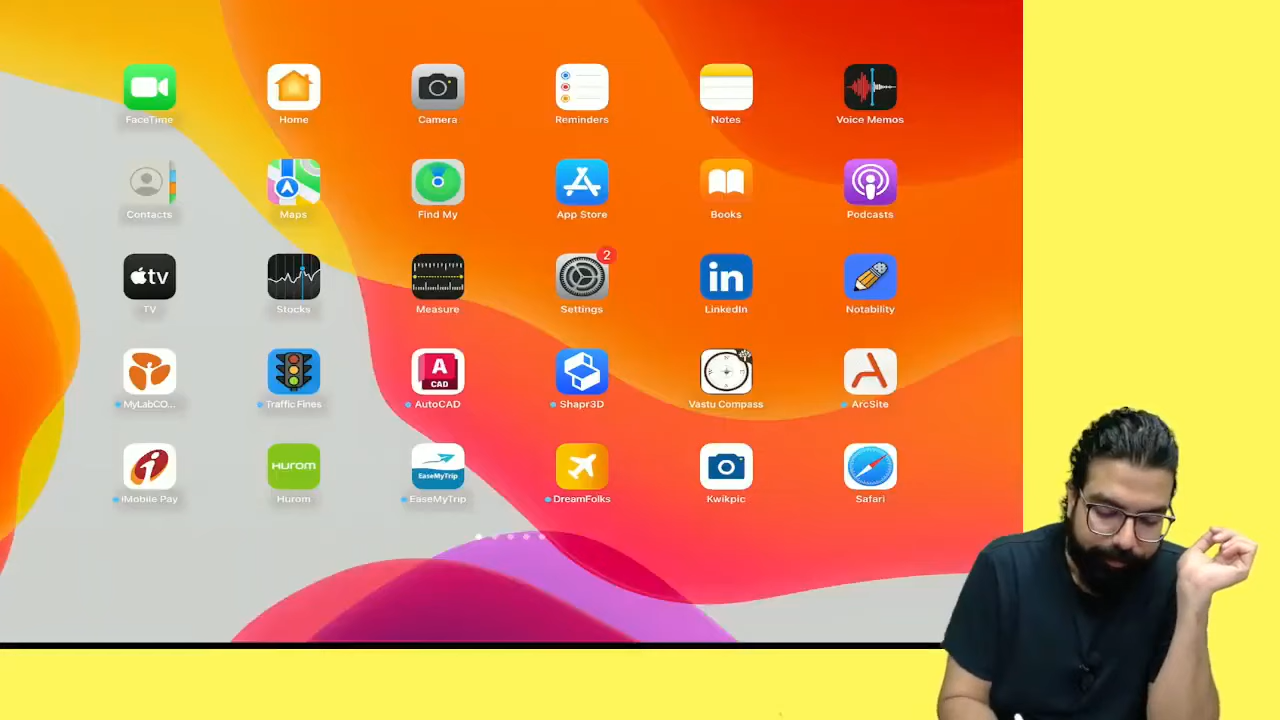 FaceTime Home Camera Reminders Notes Voice Memos
Contacts Maps Find My App Store Books Podcasts
tv 2 in
TV Stocks Measure Settings LinkedIn Notability
A
CAD
MyLabCO... Traffic Fines AutoCAD Shapr3D Vastu Compass ArcSite
HUROM EaseMyTrip
iMobile Pay Hurom EaseMyTrip DreamFolks Kwikpic Safari